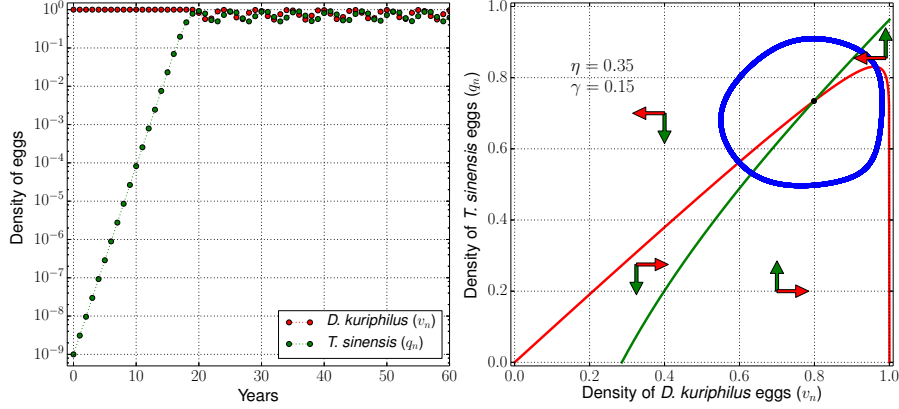 10^0
10^-1
10^-2
10^-3
10^-4
10^-5
10^-6
10^-7
10^-8
10^-9
Density of eggs
0 10 20 30 40 50 60
Years
D. kuriphilus (v_n)
T. sinensis (q_n)
1.0
0.8
0.6
0.4
0.2
0.0
Density of T. sinensis eggs (q_n)
η = 0.35
γ = 0.15
0.0 0.2 0.4 0.6 0.8 1.0
Density of D. kuriphilus eggs (v_n)